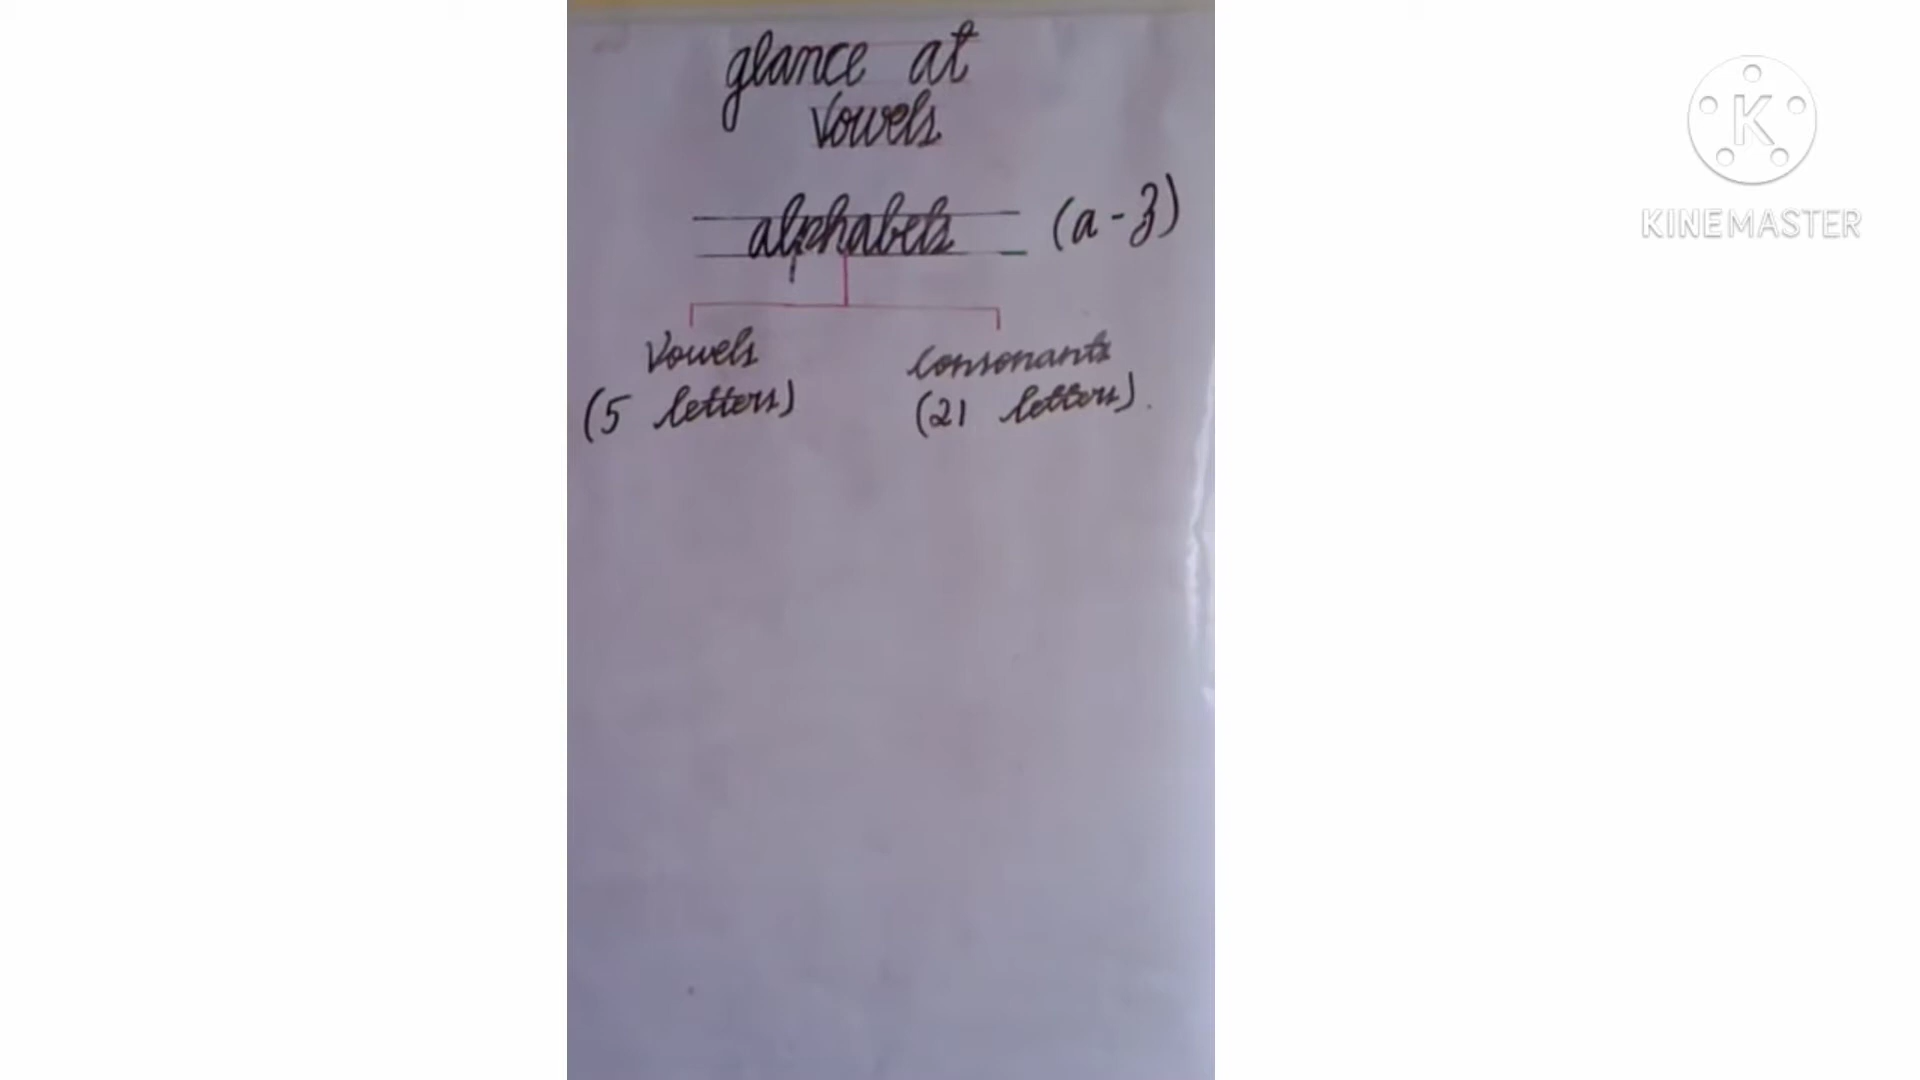 glance at
Vowels
alphabets (a-z)
Vowels consonants
(5 letters) (21 letters).
K
KINEMASTER